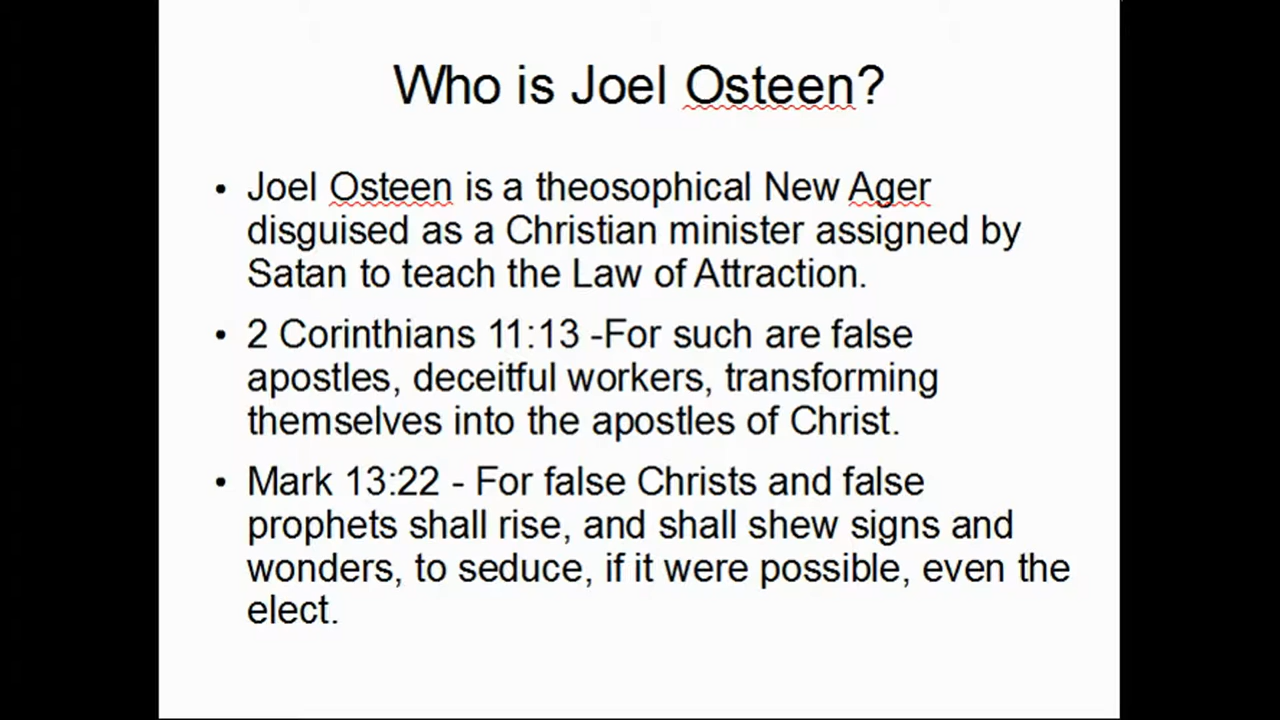 Who is Joel Osteen?
• Joel Osteen is a theosophical New Ager
disguised as a Christian minister assigned by
Satan to teach the Law of Attraction.
• 2 Corinthians 11:13 -For such are false
apostles, deceitful workers, transforming
themselves into the apostles of Christ.
• Mark 13:22 - For false Christs and false
prophets shall rise, and shall shew signs and
wonders, to seduce, if it were possible, even the
elect.